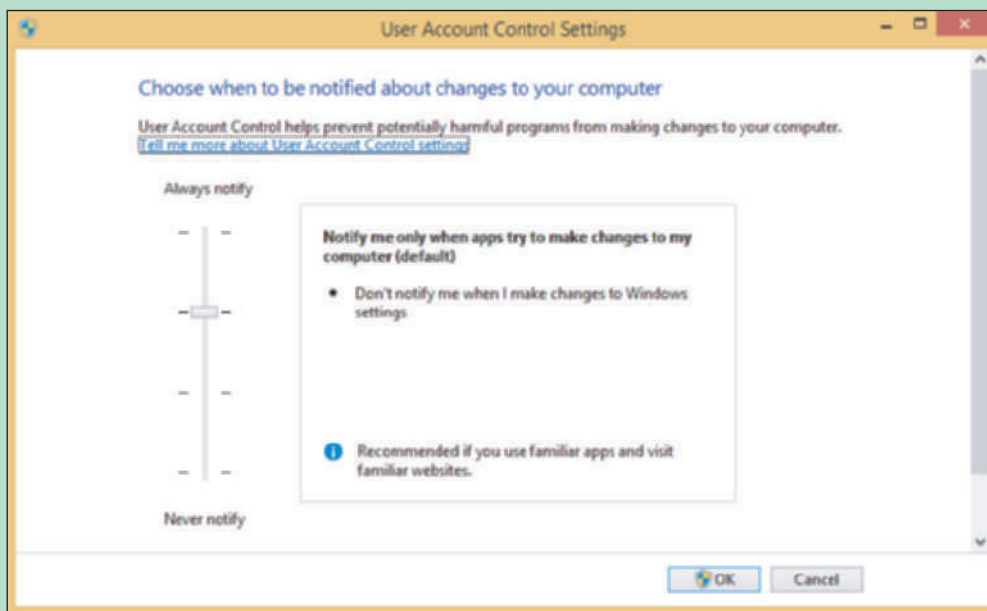 User Account Control Settings
Choose when to be notified about changes to your computer
User Account Control helps prevent potentially harmful programs from making changes to your computer.
Tell me more about User Account Control settings
Always notify
Notify me only when apps try to make changes to my
computer (default)
• Don't notify me when I make changes to Windows
settings
Recommended if you use familiar apps and visit
familiar websites.
Never notify
OK
Cancel